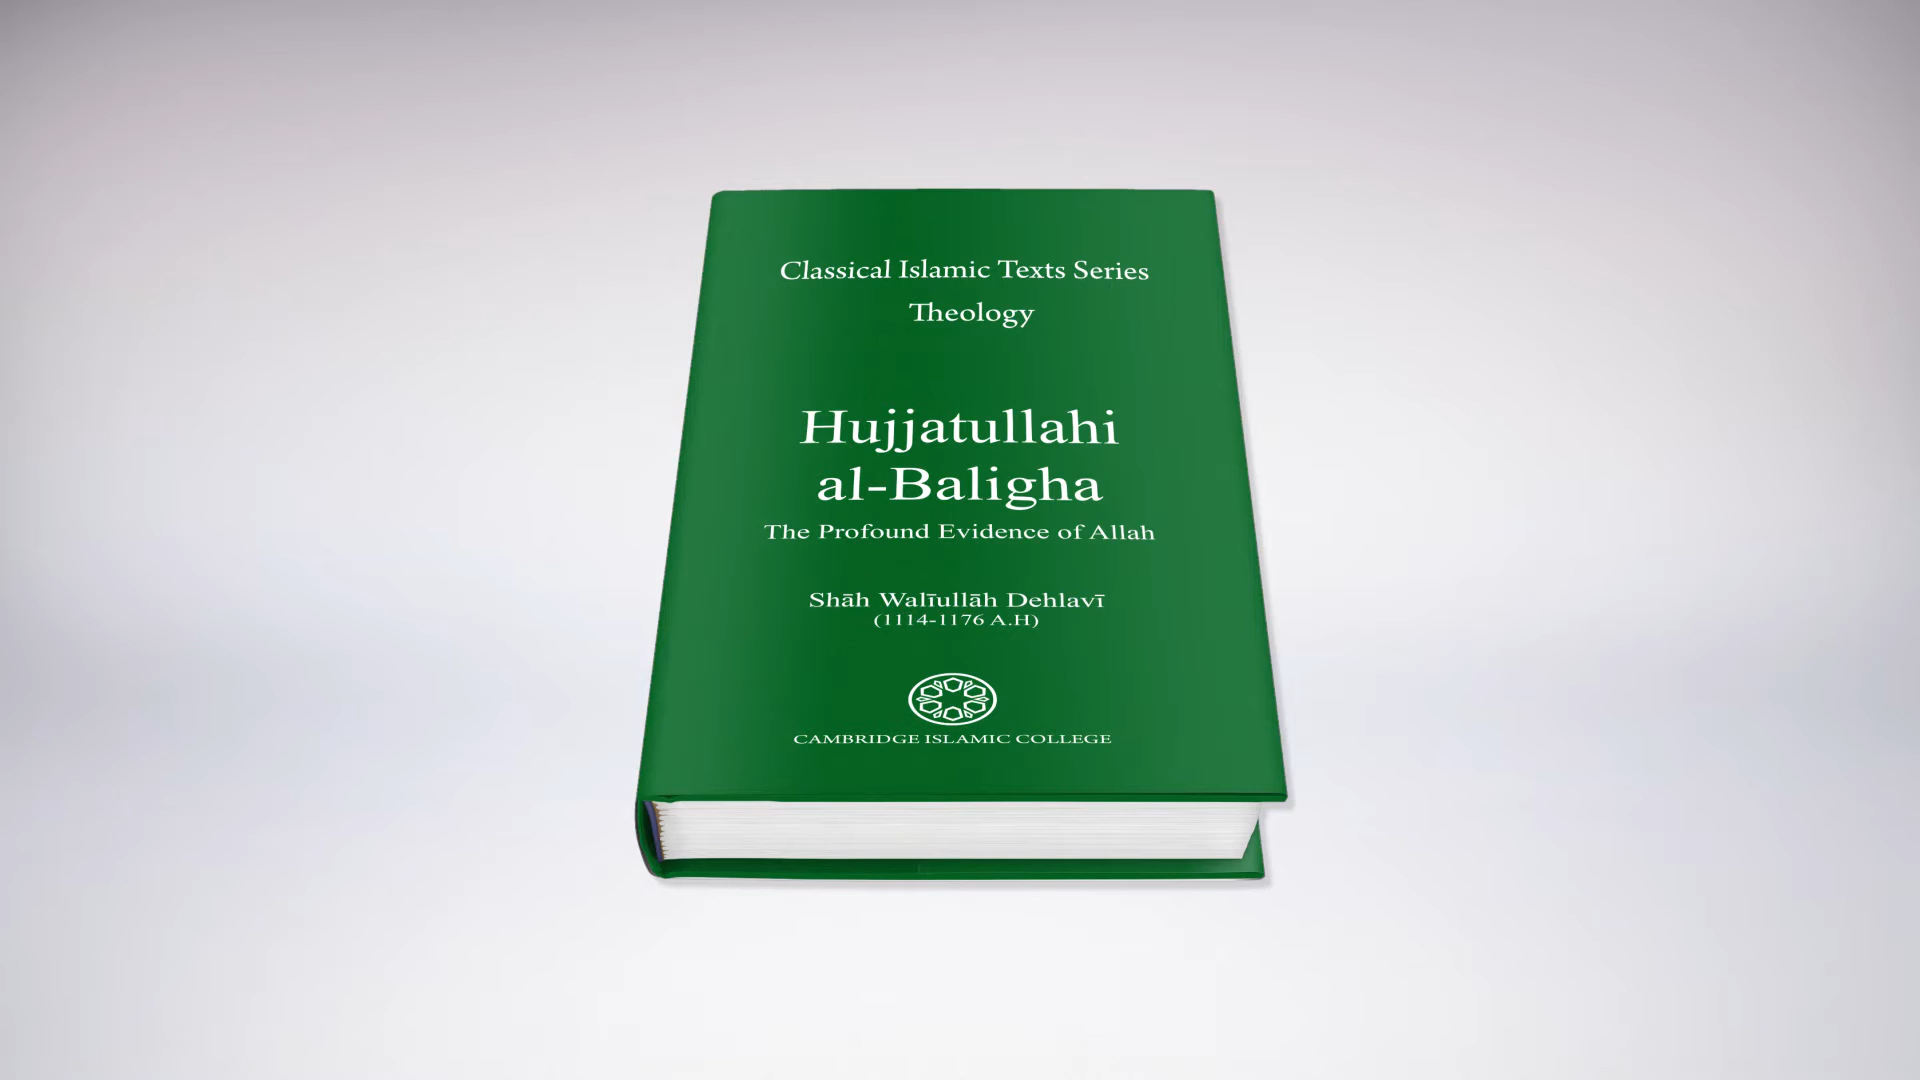 Classical Islamic Texts Series
Theology
Hujjatullahi
al-Baligha
The Profound Evidence of Allah
Shāh Walīullāh Dehlavī
(1114-1176 A.H)
CAMBRIDGE ISLAMIC COLLEGE